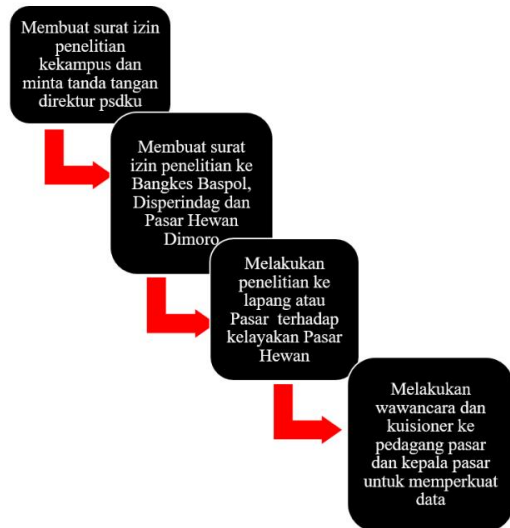 Membuat surat izin
penelitian
kekampus dan
minta tanda tangan
direktur psdku
Membuat surat
izin penelitian ke
Bangkes Baspol,
Disperindag dan
Pasar Hewan
Dimoro
Melakukan
penelitian ke
lapang atau
Pasar terhadap
kelayakan Pasar
Hewan
Melakukan
wawancara dan
kuisioner ke
pedagang pasar
dan kepala pasar
untuk memperkuat
data